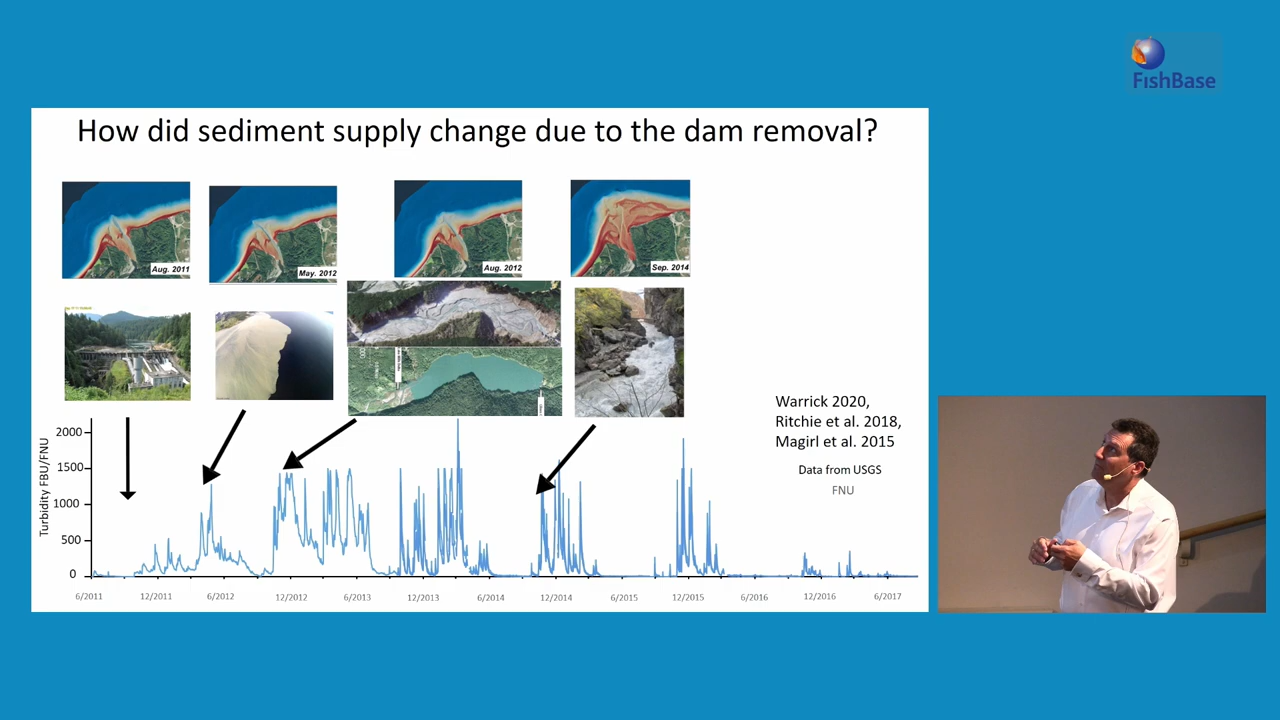 FishBase
How did sediment supply change due to the dam removal?
Aug. 2011
May. 2012
Aug. 2012
Sep. 2014
Warrick 2020,
Ritchie et al. 2018,
Magirl et al. 2015
Data from USGS
FNU
Turbidity FBU/FNU
2000
1500
1000
500
0
6/2011
12/2011
6/2012
12/2012
6/2013
12/2013
6/2014
12/2014
6/2015
12/2015
6/2016
12/2016
6/2017